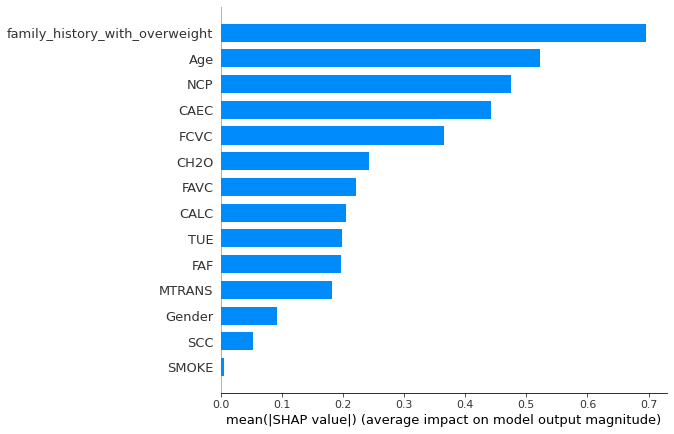 family_history_with_overweight
Age
NCP
CAEC
FCVC
CH2O
FAVC
CALC
TUE
FAF
MTRANS
Gender
SCC
SMOKE
0.0 0.1 0.2 0.3 0.4 0.5 0.6 0.7
mean(|SHAP value|) (average impact on model output magnitude)